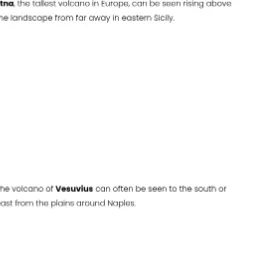 tna, the tallest volcano in Europe, can be seen rising above
he landscape from far away in eastern Sicily.
he volcano of Vesuvius can often be seen to the south or
ast from the plains around Naples.